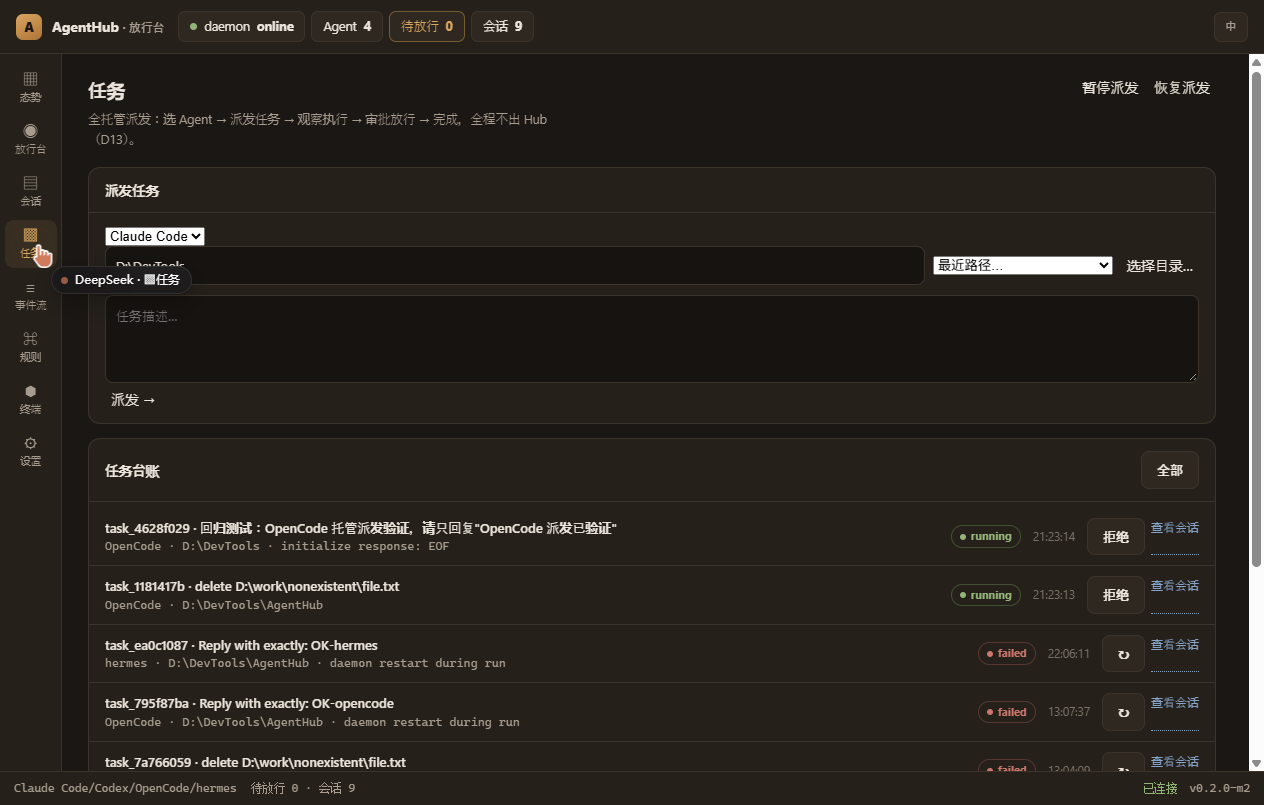 A AgentHub · 放行台 daemon online Agent 4 待放行 0 会话 9 中
态势
放行台
会话
任务
事件流
规则
终端
设置
任务
暂停派发 恢复派发
全托管派发：选 Agent → 派发任务 → 观察执行 → 审批放行 → 完成，全程不出 Hub
（D13）。
派发任务
Claude Code
D:\DevTools 最近路径... 选择目录...
DeepSeek · ▩任务
任务描述...
派发 →
任务台账 全部
task_4628f029 · 回归测试：OpenCode 托管派发验证，请只回复"OpenCode 派发已验证"
OpenCode · D:\DevTools · initialize response: EOF
running 21:23:14 拒绝 查看会话
task_1181417b · delete D:\work\nonexistent\file.txt
OpenCode · D:\DevTools\AgentHub
running 21:23:13 拒绝 查看会话
task_ea0c1087 · Reply with exactly: OK-hermes
hermes · D:\DevTools\AgentHub · daemon restart during run
failed 22:06:11 ↻ 查看会话
task_795f87ba · Reply with exactly: OK-opencode
OpenCode · D:\DevTools\AgentHub · daemon restart during run
failed 13:07:37 ↻ 查看会话
task_7a766059 · delete D:\work\nonexistent\file.txt
failed 13:04:09 ↻ 查看会话
Claude Code/Codex/OpenCode/hermes 待放行 0 · 会话 9 已连接 v0.2.0-m2